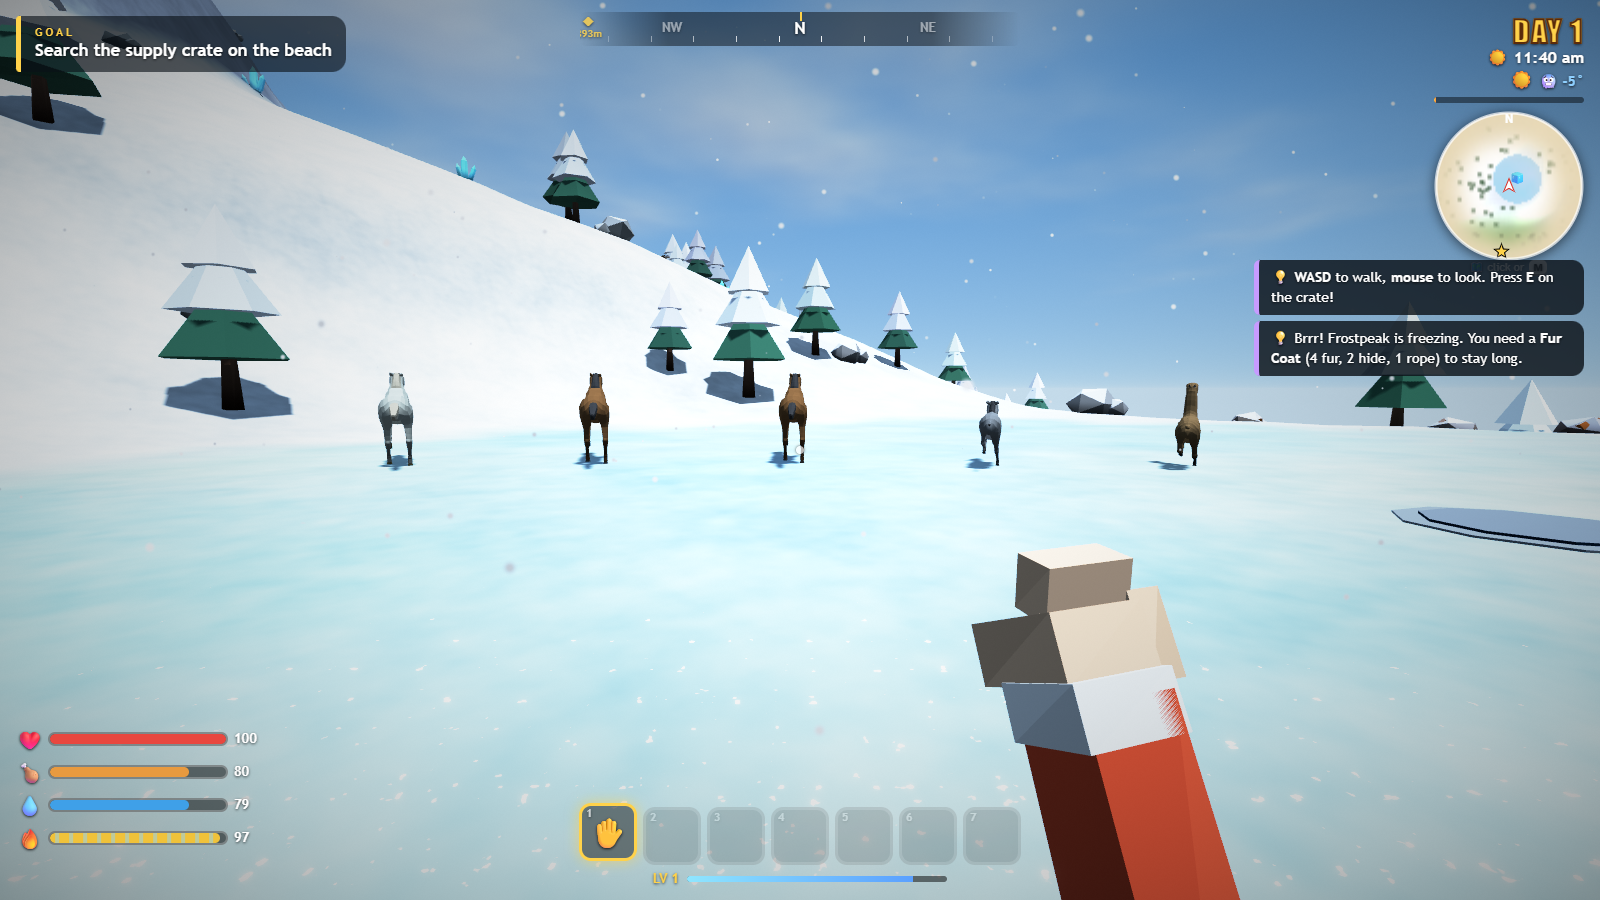 GOAL
Search the supply crate on the beach
NW
N
NE
DAY 1
11:40 am
-5°
N
WASD to walk, mouse to look. Press E on
the crate!
Brrr! Frostpeak is freezing. You need a Fur
Coat (4 fur, 2 hide, 1 rope) to stay long.
100
80
79
97
1
2
3
4
5
6
7
LV 1